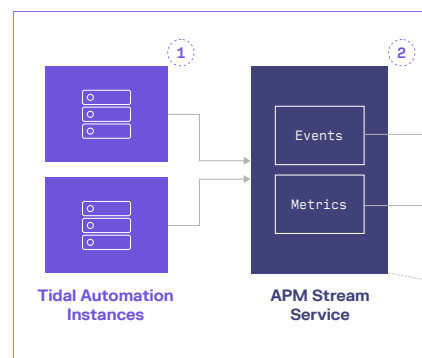 1
2
Events
Metrics
Tidal Automation
Instances
APM Stream
Service